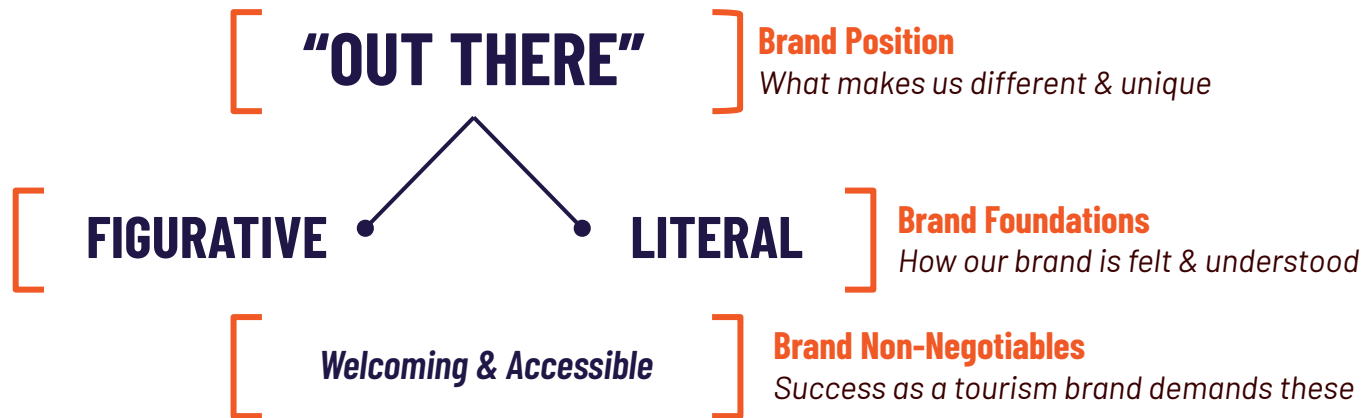 “OUT THERE”
Brand Position
What makes us different & unique
FIGURATIVE
LITERAL
Brand Foundations
How our brand is felt & understood
Welcoming & Accessible
Brand Non-Negotiables
Success as a tourism brand demands these